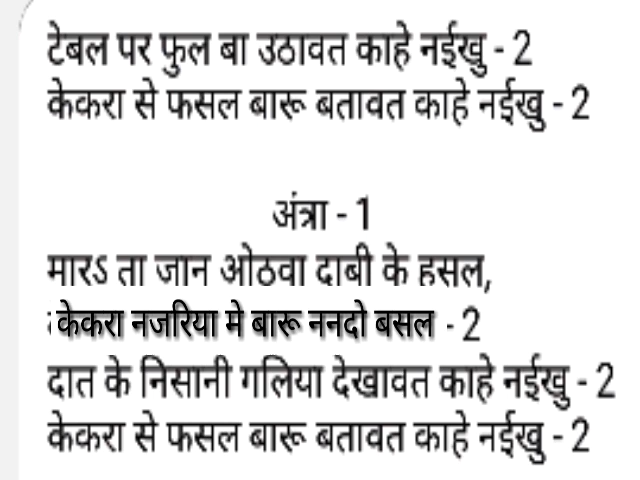 टेबल पर फुल बा उठावत काहे नईखु - 2
केकरा से फसल बारू बतावत काहे नईखु - 2
अंत्रा - 1
मारऽ ता जान ओठवा दाबी के हसल,
केकरा नजरिया मे बारू ननदो बसल - 2
दात के निसानी गलिया देखावत काहे नईखु - 2
केकरा से फसल बारू बतावत काहे नईखु - 2